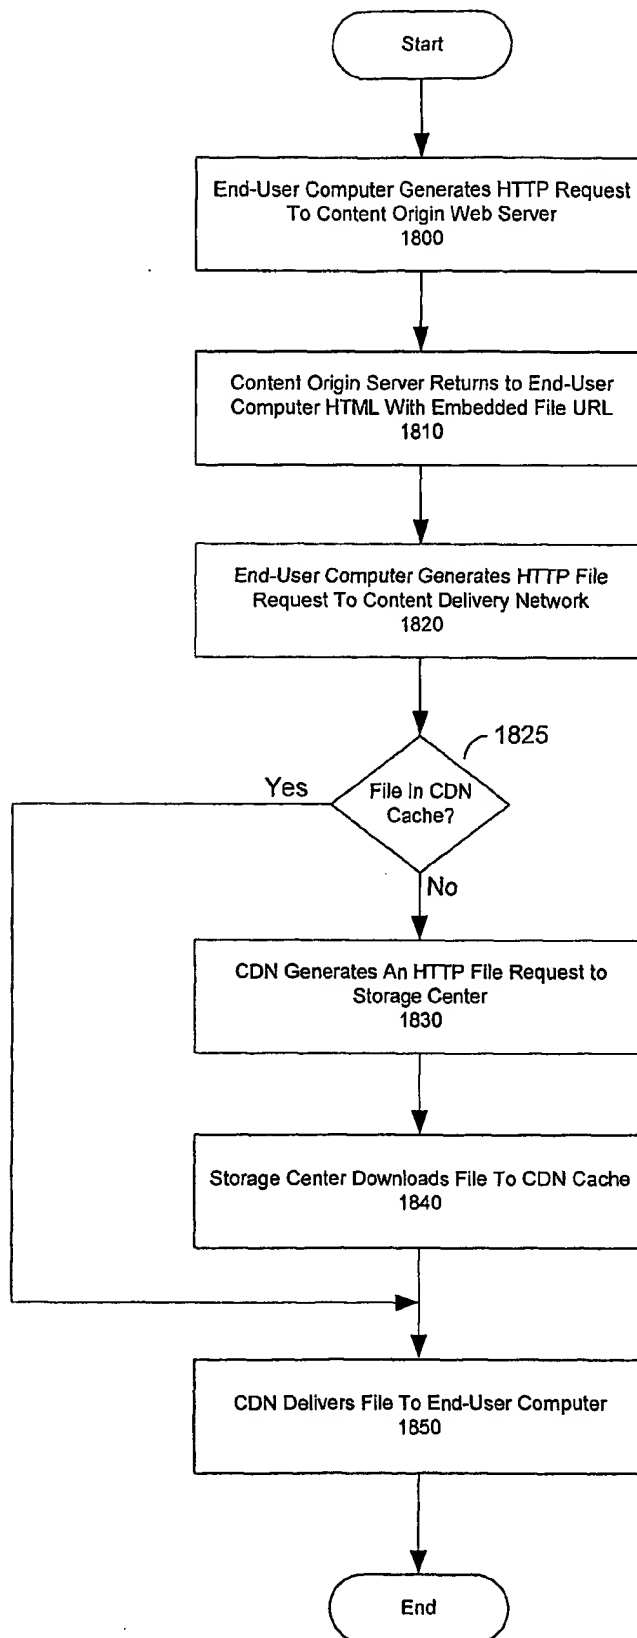 Start
End-User Computer Generates HTTP Request
To Content Origin Web Server
1800
Content Origin Server Returns to End-User
Computer HTML With Embedded File URL
1810
End-User Computer Generates HTTP File
Request To Content Delivery Network
1820
1825
Yes
File In CDN
Cache?
No
CDN Generates An HTTP File Request to
Storage Center
1830
Storage Center Downloads File To CDN Cache
1840
CDN Delivers File To End-User Computer
1850
End